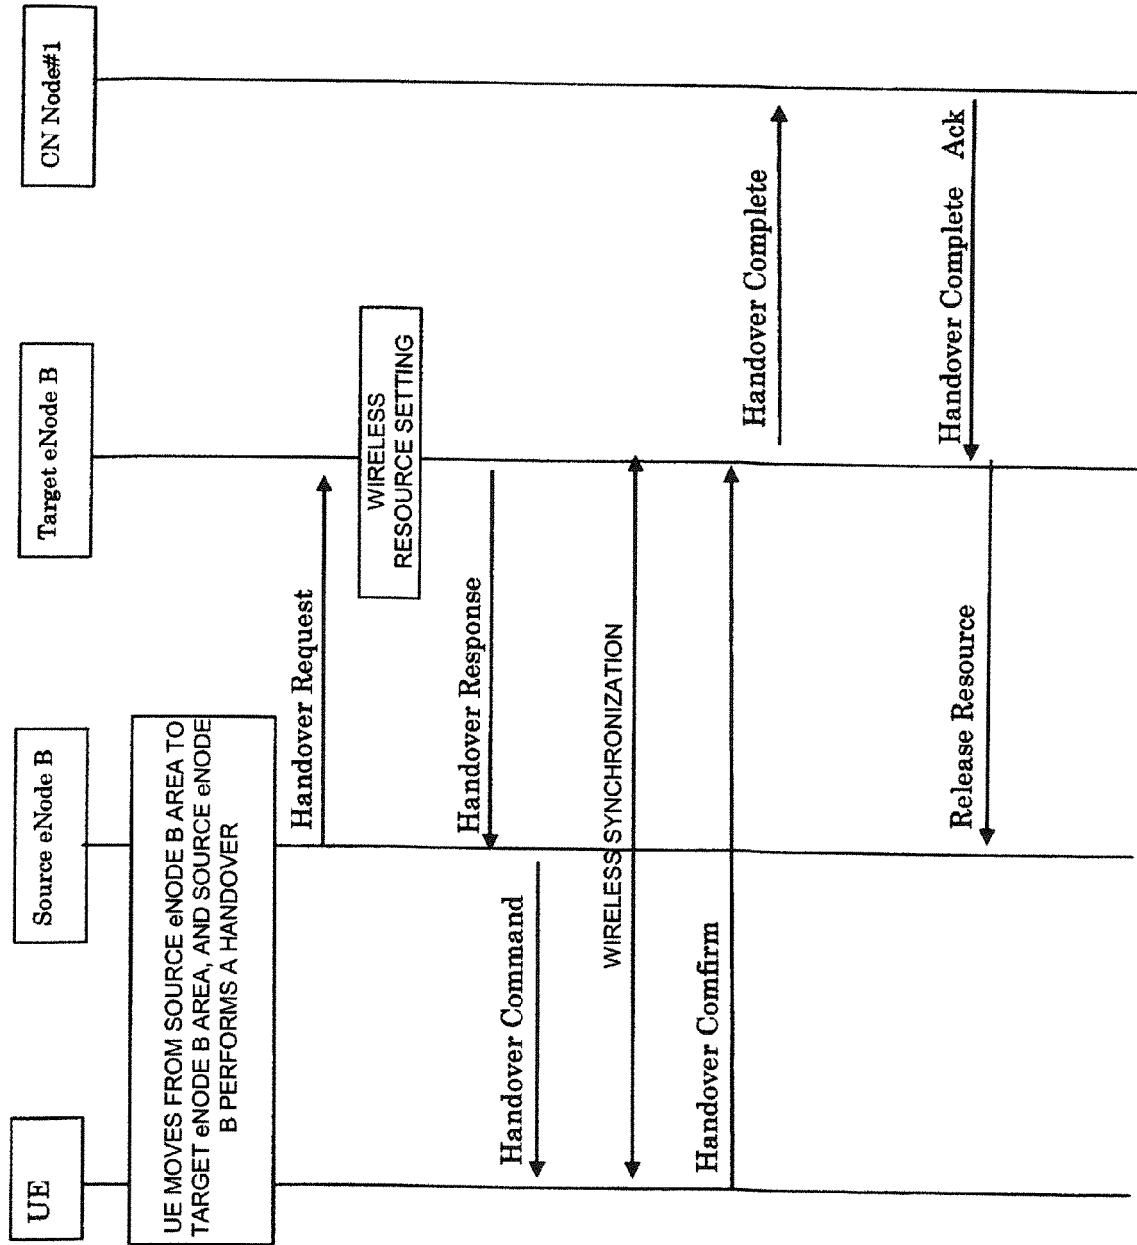 UE
Source eNode B
Target eNode B
CN Node#1
UE MOVES FROM SOURCE eNODE B AREA TO
TARGET eNODE B AREA, AND SOURCE eNODE
B PERFORMS A HANDOVER
Handover Request
WIRELESS
RESOURCE SETTING
Handover Response
Handover Command
WIRELESS SYNCHRONIZATION
Handover Comfirm
Handover Complete
Handover Complete Ack
Release Resource